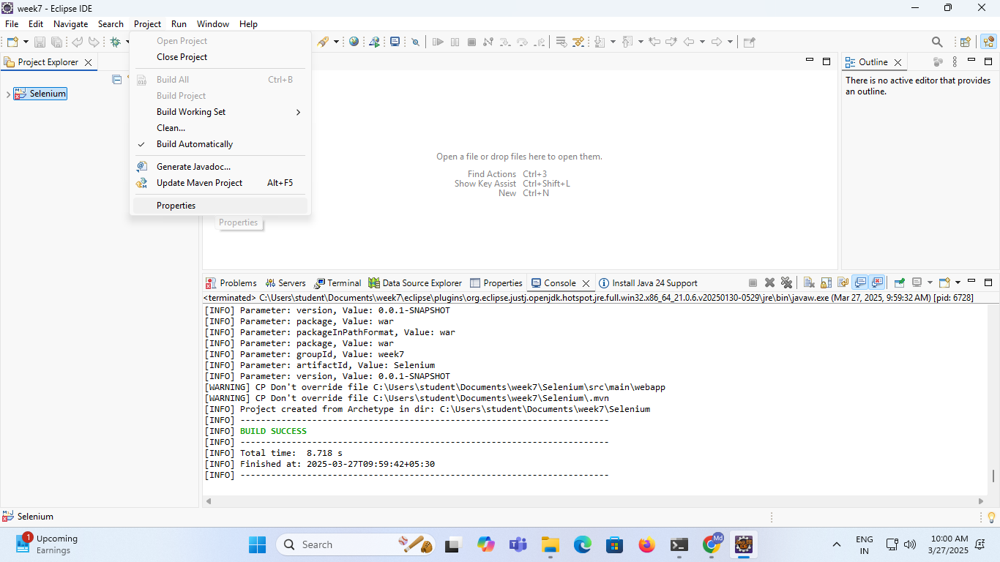 week7 - Eclipse IDE
File Edit Navigate Search Project Run Window Help
Project Explorer
Selenium
Open Project
Close Project
Build All Ctrl+B
Build Project
Build Working Set
Clean...
Build Automatically
Generate Javadoc...
Update Maven Project Alt+F5
Properties
Properties
Open a file or drop files here to open them.
Find Actions Ctrl+3
Show Key Assist Ctrl+Shift+L
New Ctrl+N
Outline
There is no active editor that provides
an outline.
Problems Servers Terminal Data Source Explorer Properties Console Install Java 24 Support
<terminated> C:\Users\student\Documents\week7\eclipse\plugins\org.eclipse.justj.openjdk.hotspot.jre.full.win32.x86_64_21.0.6.v20250130-0529\jre\bin\javaw.exe (Mar 27, 2025, 9:59:32 AM) [pid: 6728]
[INFO] Parameter: version, Value: 0.0.1-SNAPSHOT
[INFO] Parameter: package, Value: war
[INFO] Parameter: packageInPathFormat, Value: war
[INFO] Parameter: package, Value: war
[INFO] Parameter: groupId, Value: week7
[INFO] Parameter: artifactId, Value: Selenium
[INFO] Parameter: version, Value: 0.0.1-SNAPSHOT
[WARNING] CP Don't override file C:\Users\student\Documents\week7\Selenium\src\main\webapp
[WARNING] CP Don't override file C:\Users\student\Documents\week7\Selenium\.mvn
[INFO] Project created from Archetype in dir: C:\Users\student\Documents\week7\Selenium
[INFO] ------------------------------------------------------------------------
[INFO] BUILD SUCCESS
[INFO] ------------------------------------------------------------------------
[INFO] Total time:  8.718 s
[INFO] Finished at: 2025-03-27T09:59:42+05:30
[INFO] ------------------------------------------------------------------------
Selenium
1
Upcoming
Earnings
Search
Md
ENG
IN
10:00 AM
3/27/2025